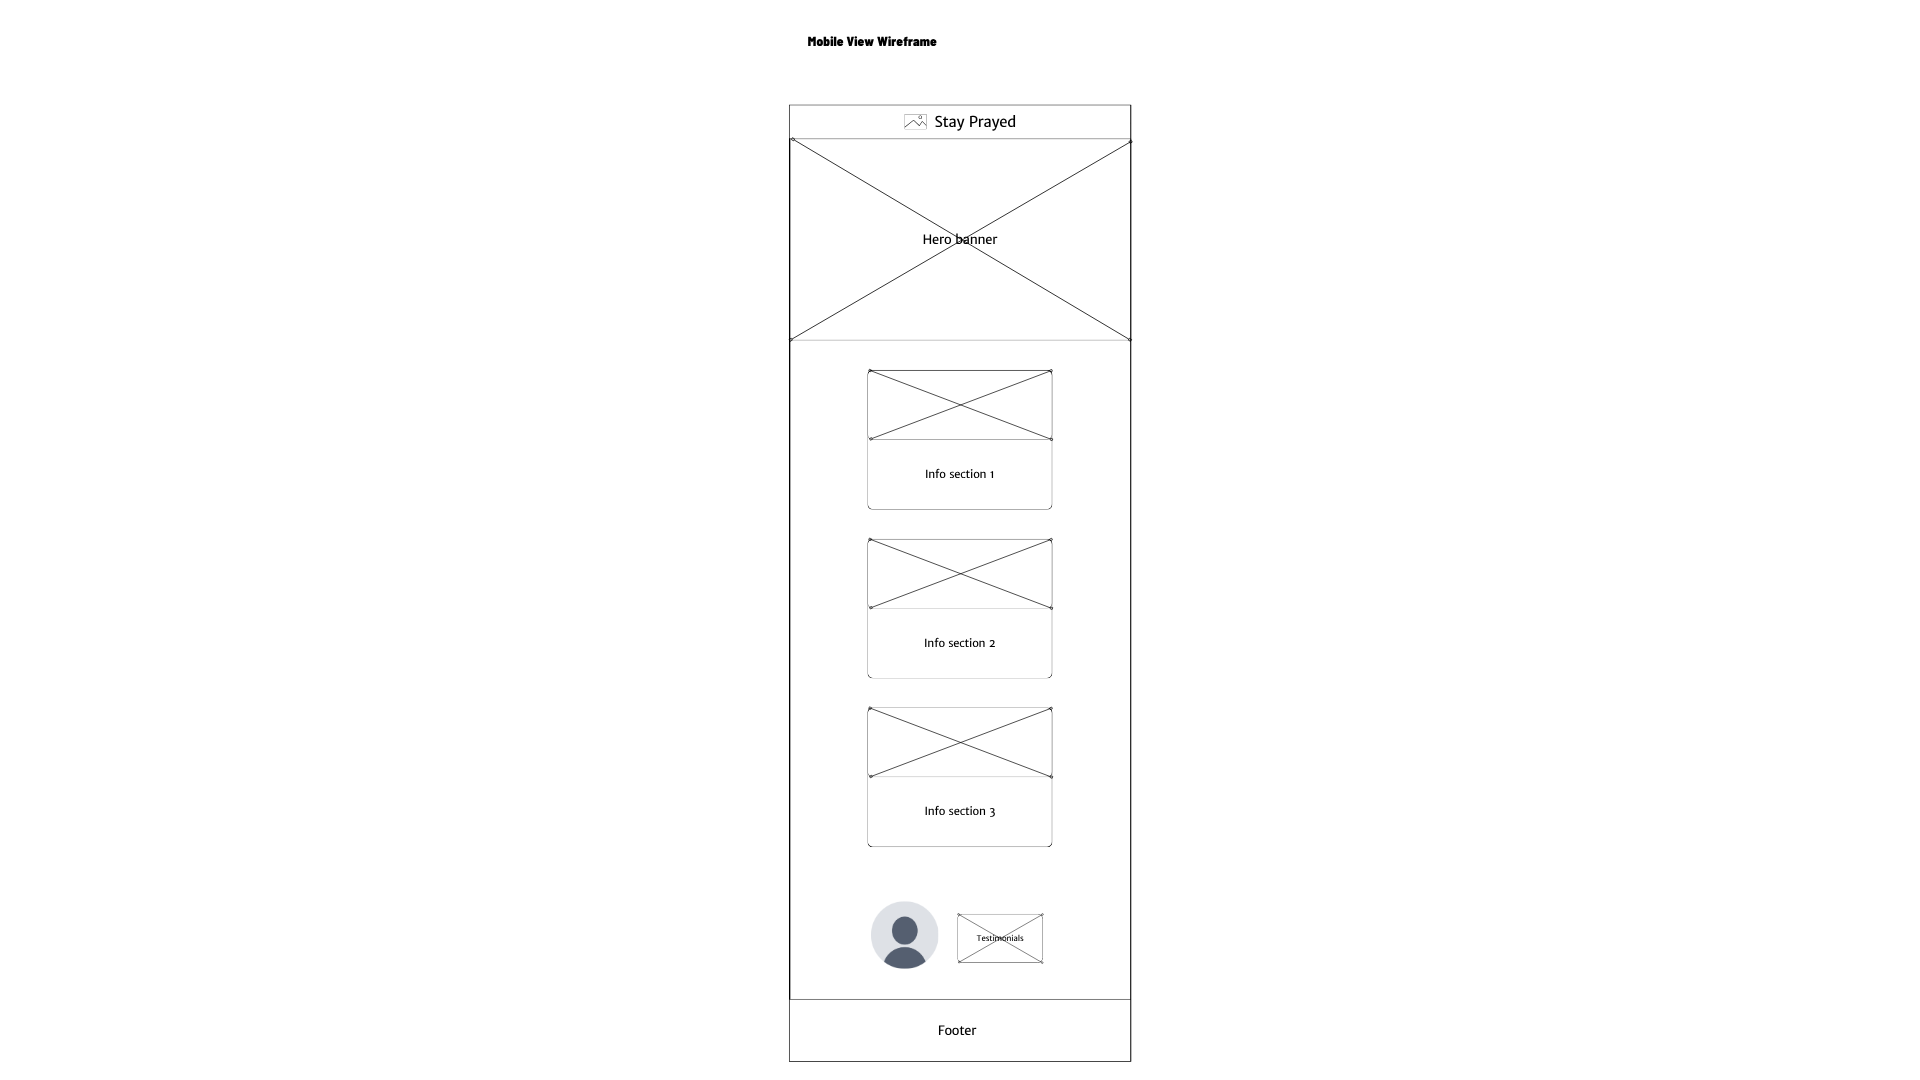 Mobile View Wireframe
Stay Prayed
Hero banner
Info section 1
Info section 2
Info section 3
Testimonials
Footer